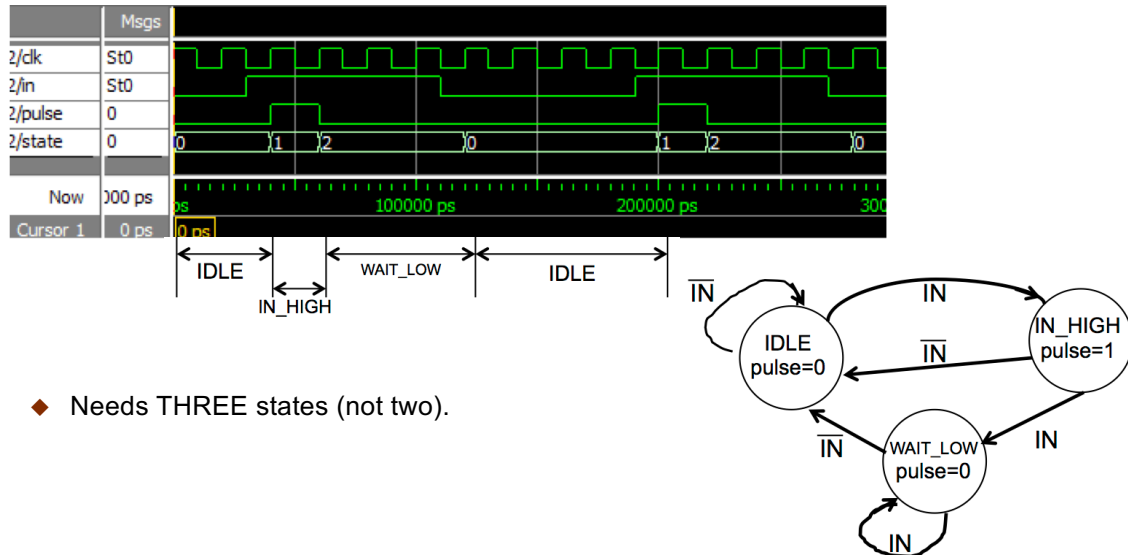 Msgs
2/clk St0
2/in St0
2/pulse 0
2/state 0 0 1 2 0 1 2 0
Now 000 ps ps 100000 ps 200000 ps 300
Cursor 1 0 ps 0 ps
IDLE WAIT_LOW IDLE
IN_HIGH
IN IN
IDLE
pulse=0
IN_HIGH
pulse=1
IN
◆ Needs THREE states (not two).
IN IN
WAIT_LOW
pulse=0
IN